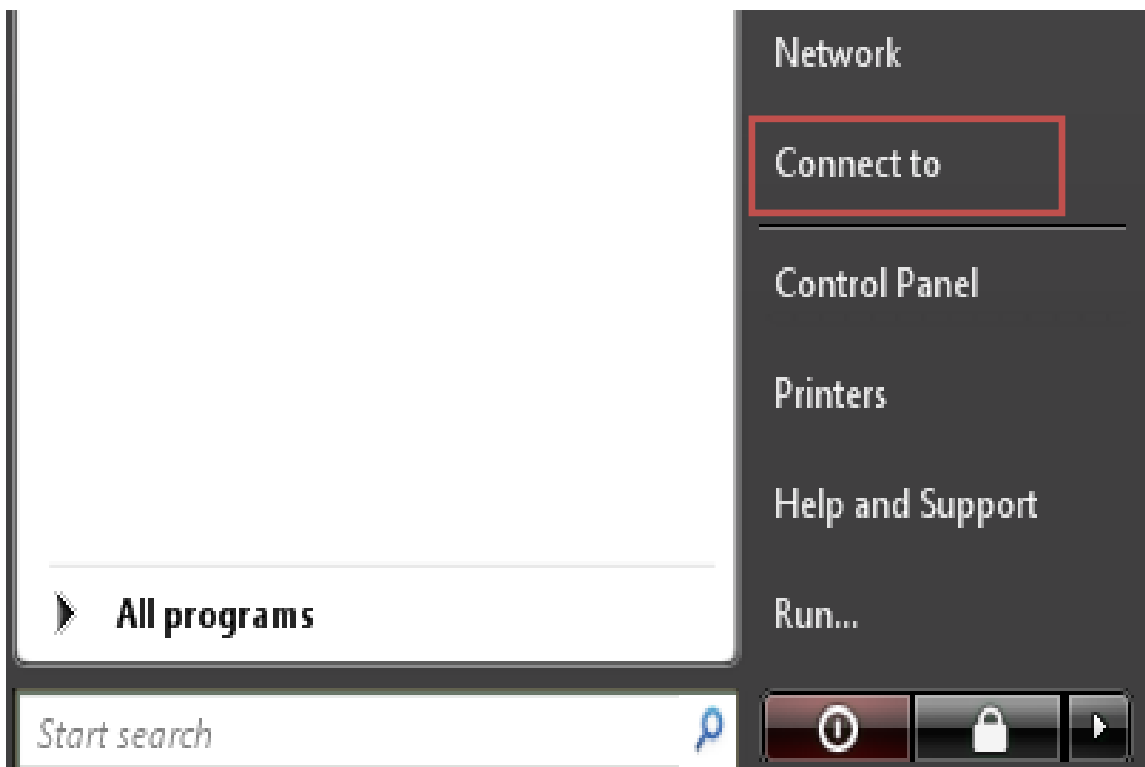 Network
Connect to
Control Panel
Printers
Help and Support
All programs
Run...
Start search